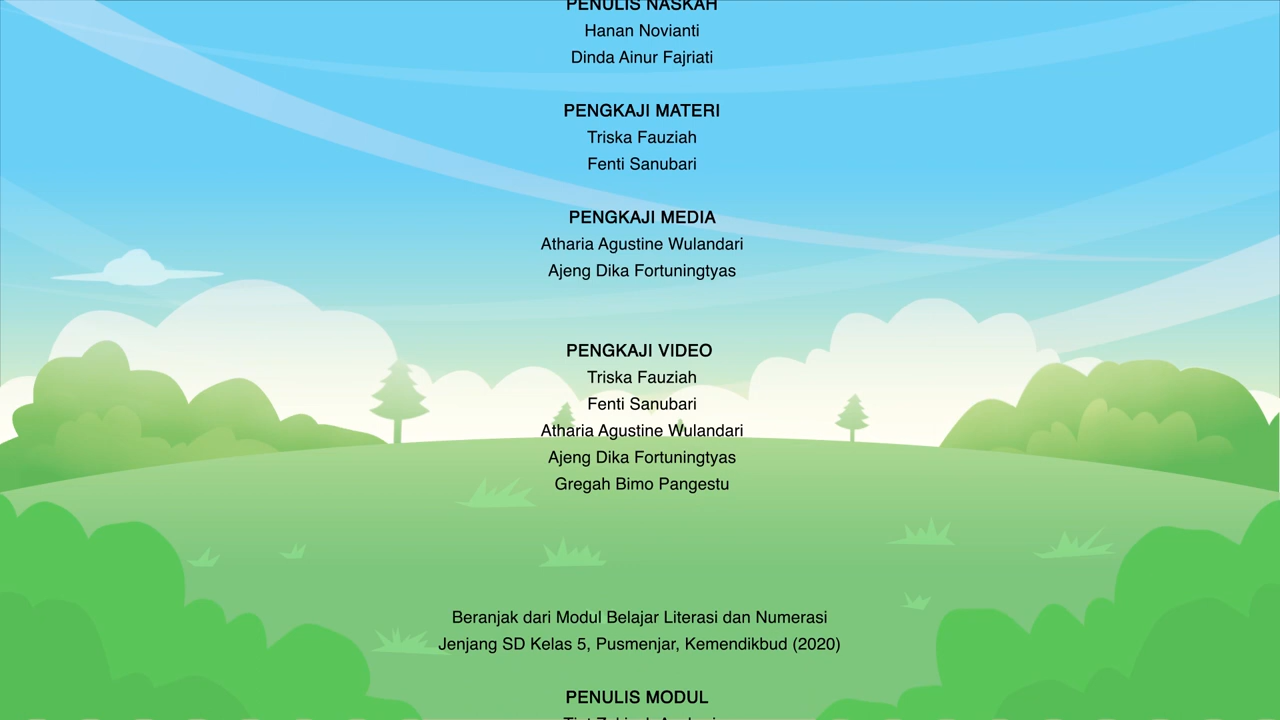 PENULIS NASKAH
Hanan Novianti
Dinda Ainur Fajriati
PENGKAJI MATERI
Triska Fauziah
Fenti Sanubari
PENGKAJI MEDIA
Atharia Agustine Wulandari
Ajeng Dika Fortuningtyas
PENGKAJI VIDEO
Triska Fauziah
Fenti Sanubari
Atharia Agustine Wulandari
Ajeng Dika Fortuningtyas
Gregah Bimo Pangestu
Beranjak dari Modul Belajar Literasi dan Numerasi
Jenjang SD Kelas 5, Pusmenjar, Kemendikbud (2020)
PENULIS MODUL